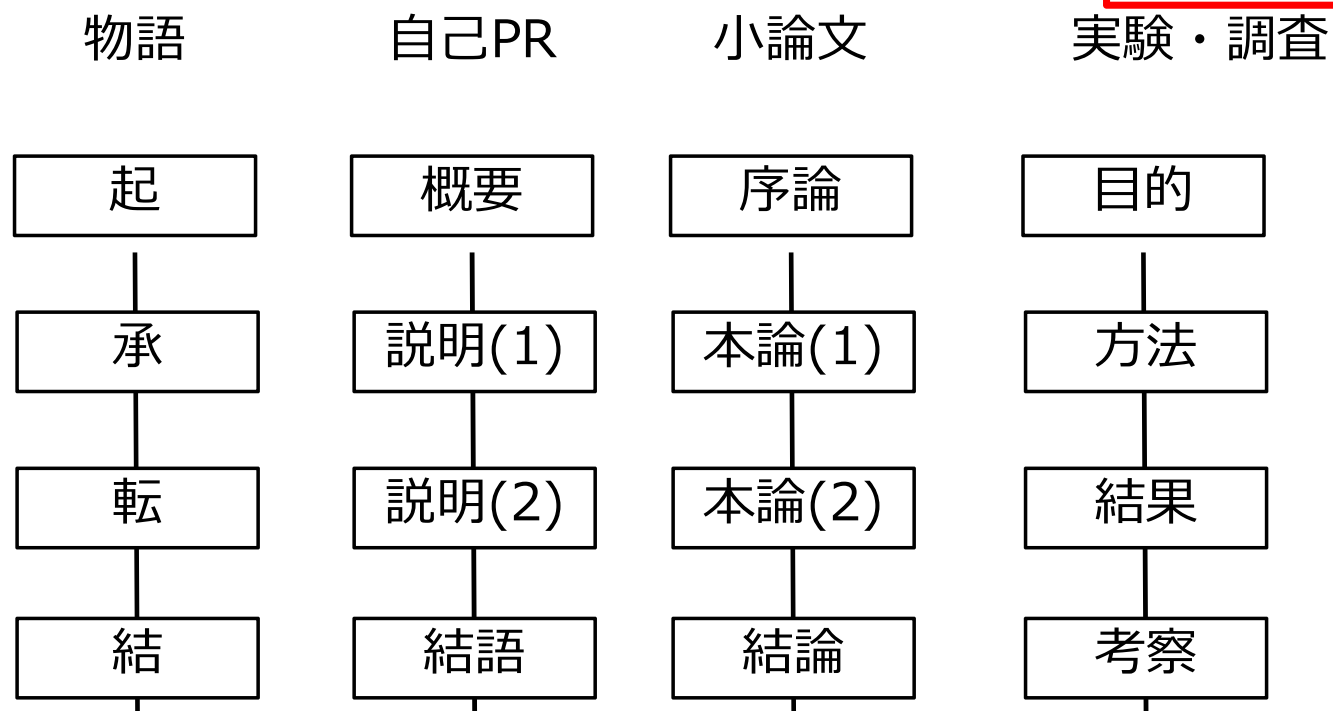 物語 自己PR 小論文 実験・調査
起 概要 序論 目的
承 説明(1) 本論(1) 方法
転 説明(2) 本論(2) 結果
結 結語 結論 考察